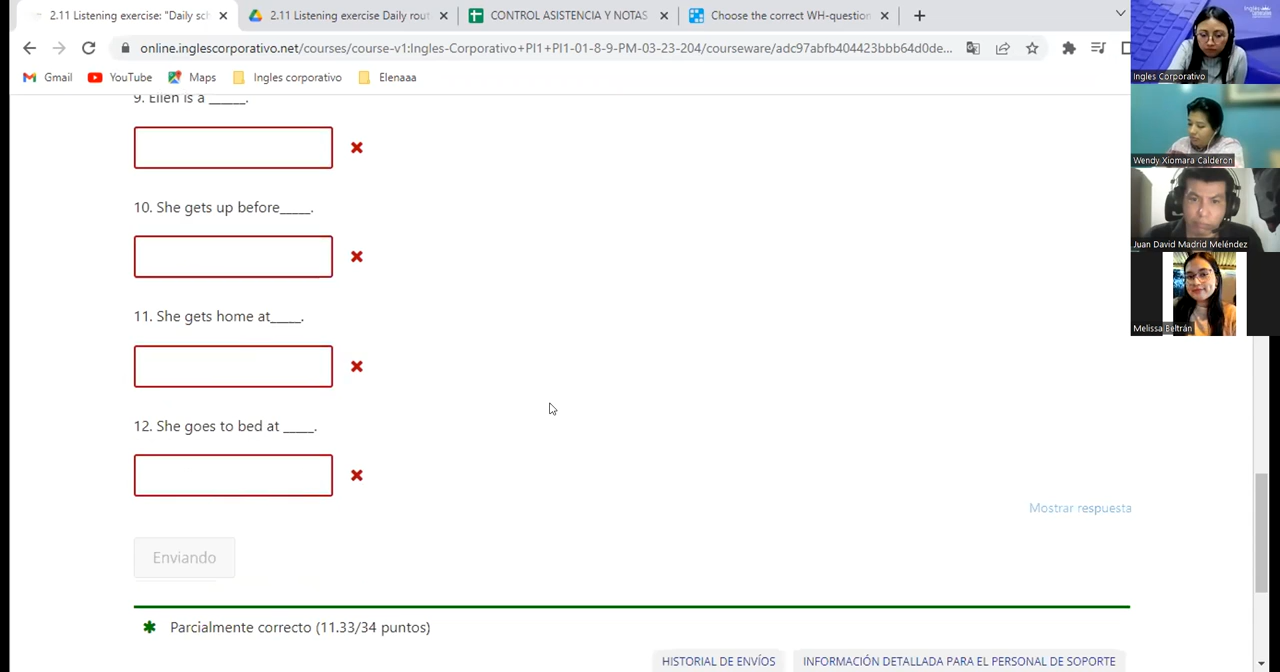 2.11 Listening exercise: "Daily sch
2.11 Listening exercise Daily rout
CONTROL ASISTENCIA Y NOTAS
Choose the correct WH-question
online.inglescorporativo.net/courses/course-v1:Ingles-Corporativo+PI1+PI1-01-8-9-PM-03-23-204/courseware/adc97abfb404423bbb64d0de...
Gmail
YouTube
Maps
Ingles corporativo
Elenaaa
Ingles Corporativo
Wendy Xiomara Calderon
Juan David Madrid Meléndez
Melissa Beltrán
9. Ellen is a ______.
10. She gets up before_____.
11. She gets home at_____.
12. She goes to bed at _____.
Mostrar respuesta
Enviando
Parcialmente correcto (11.33/34 puntos)
HISTORIAL DE ENVÍOS
INFORMACIÓN DETALLADA PARA EL PERSONAL DE SOPORTE